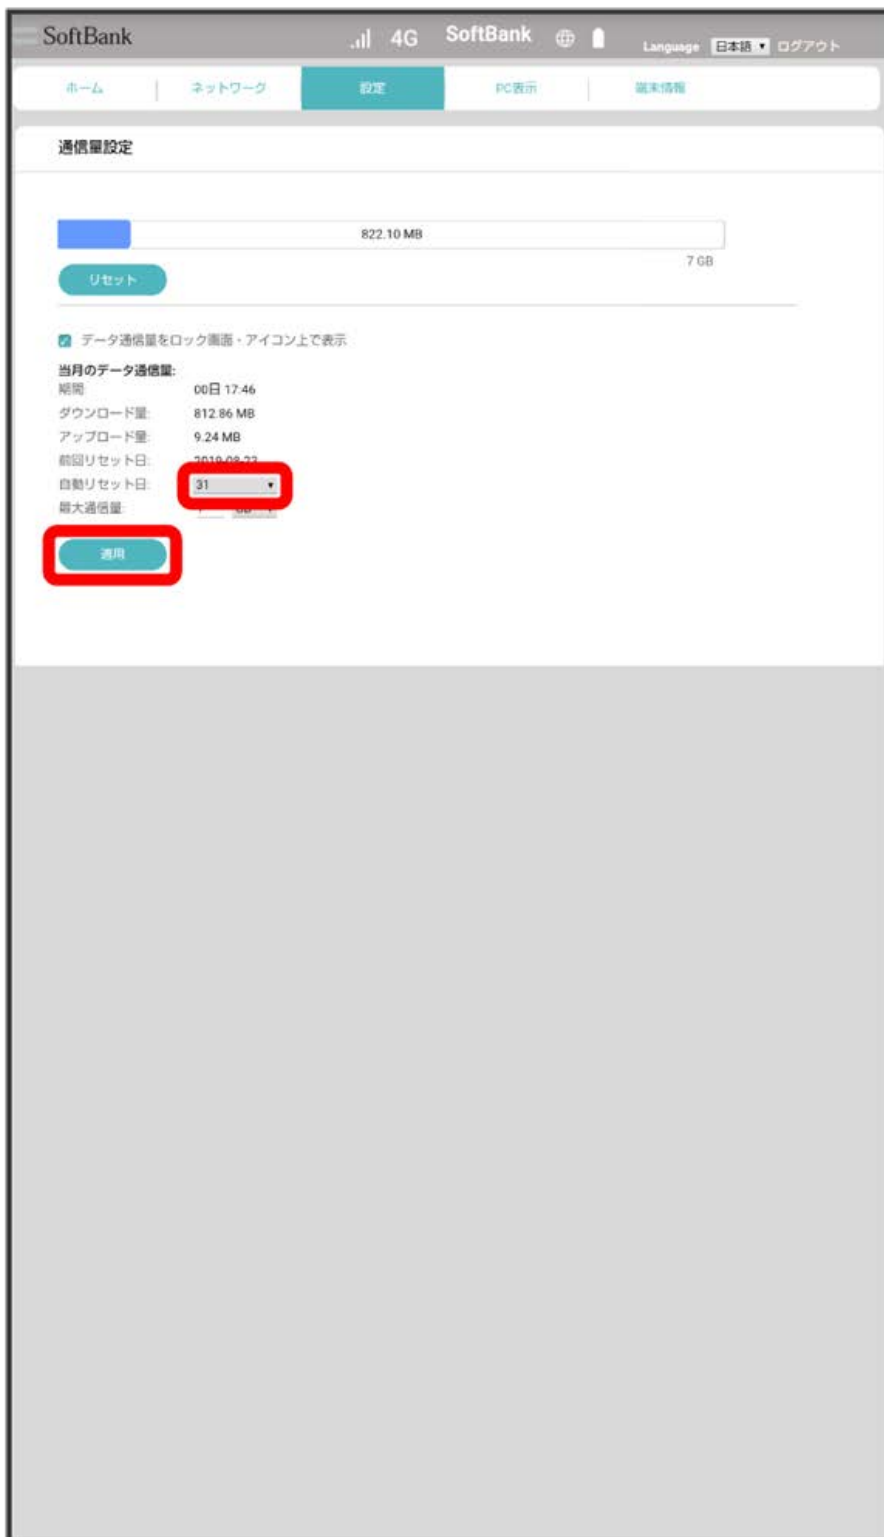 SoftBank 4G SoftBank Language 日本語 ログアウト
ホーム ネットワーク 設定 PC表示 端末情報
通信量設定
822.10 MB
7 GB
リセット
データ通信量をロック画面・アイコン上で表示
当月のデータ通信量:
期間 00日 17:46
ダウンロード量: 812.86 MB
アップロード量: 9.24 MB
前回リセット日: 2019-08-23
自動リセット日: 31
最大通信量
適用